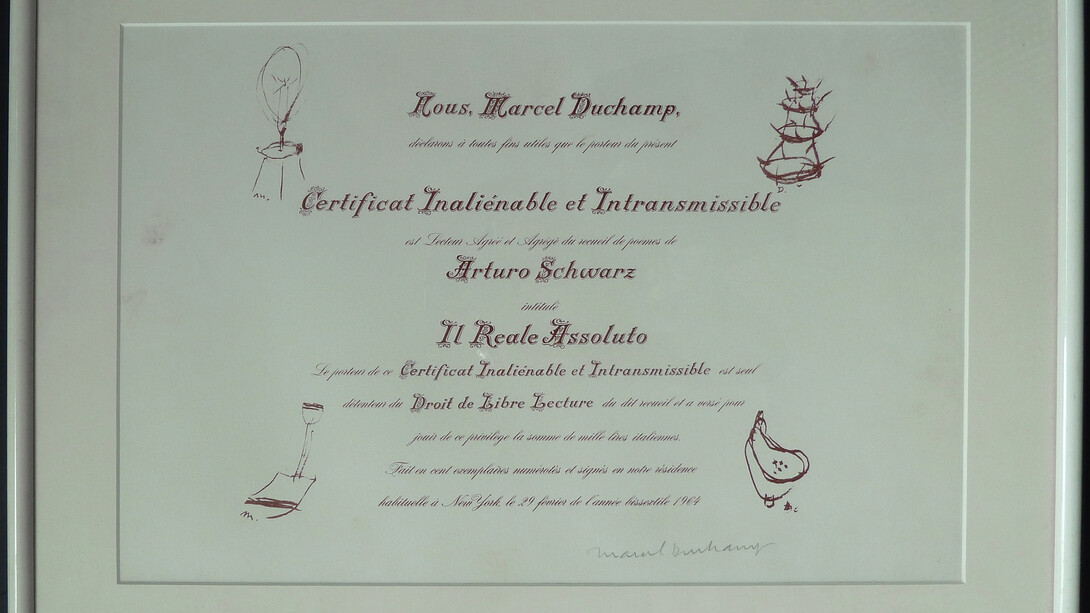 Nous, Marcel Duchamp,
déclarons à toutes fins utiles que le porteur du présent
Certificat Inaliénable et Intransmissible
est Lecteur Agréé et Agrégé du recueil de poèmes de
Arturo Schwarz
intitulé
Il Reale Assoluto
Le porteur de ce Certificat Inaliénable et Intransmissible est seul
détenteur du Droit de Libre Lecture du dit recueil et a versé pour
jouir de ce privilège la somme de mille lires italiennes.
Fait en cent exemplaires numérotés et signés en notre résidence
habituelle à New York, le 29 février de l'année bissextile 1964
Marcel Duchamp
M.
D.
M.